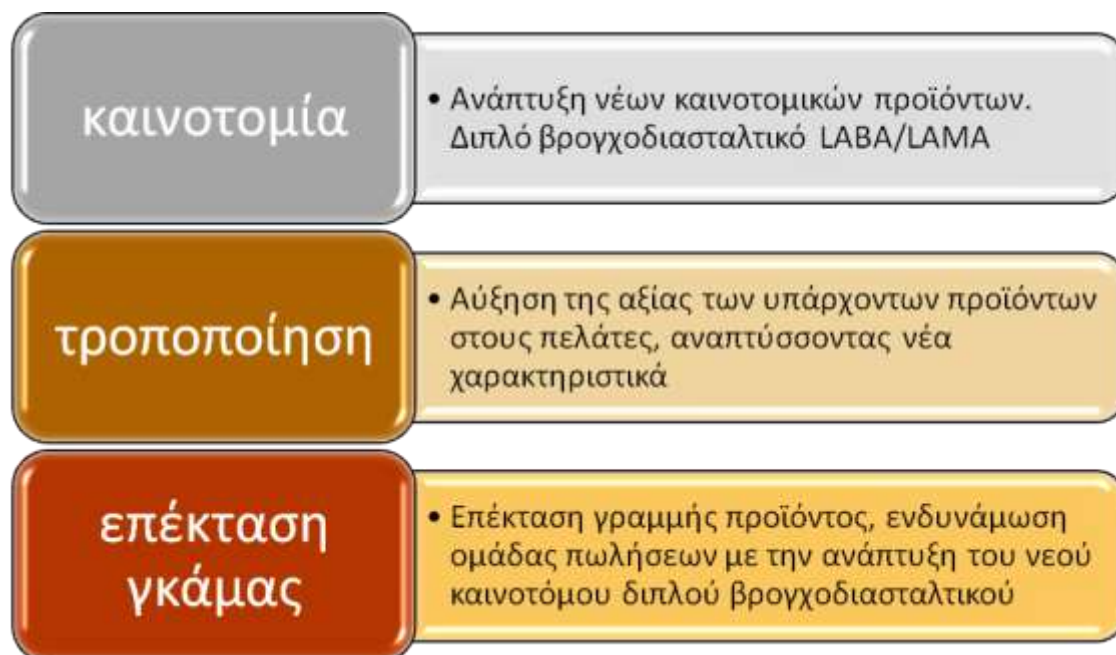 καινοτομία
• Ανάπτυξη νέων καινοτομικών προϊόντων.
Διπλό βρογχοδιασταλτικό LABA/LAMA
τροποποίηση
• Αύξηση της αξίας των υπάρχοντων προϊόντων
στους πελάτες, αναπτύσσοντας νέα
χαρακτηριστικά
επέκταση
γκάμας
• Επέκταση γραμμής προϊόντος, ενδυνάμωση
ομάδας πωλήσεων με την ανάπτυξη του νεού
καινοτόμου διπλού βρογχοδιασταλτικού